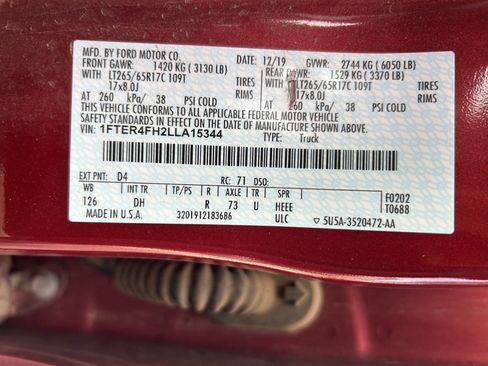 MFD. BY FORD MOTOR CO. 12/19 GVWR: 2744 KG ( 6050 LB)
FRONT GAWR: 1420 KG ( 3130 LB) REAR GAWR: 1529 KG ( 3370 LB)
WITH LT265/65R17C 109T TIRES WITH LT265/65R17C 109T TIRES
17x8.0J RIMS 17x8.0J RIMS
AT 260 kPa/ 38 PSI COLD AT 260 kPa/ 38 PSI COLD
THIS VEHICLE CONFORMS TO ALL APPLICABLE FEDERAL MOTOR VEHICLE
SAFETY STANDARDS IN EFFECT ON THE DATE OF MANUFACTURE SHOWN ABOVE.
VIN: 1FTER4FH2LLA15344 TYPE: Truck
EXT PNT: D4 RC: 71 DSO:
WB INT TR TP/PS R AXLE TR SPR F0202
126 DH R 73 U HEEE T0688
MADE IN U.S.A. 3201912183686 ULC 5U5A-3520472-AA